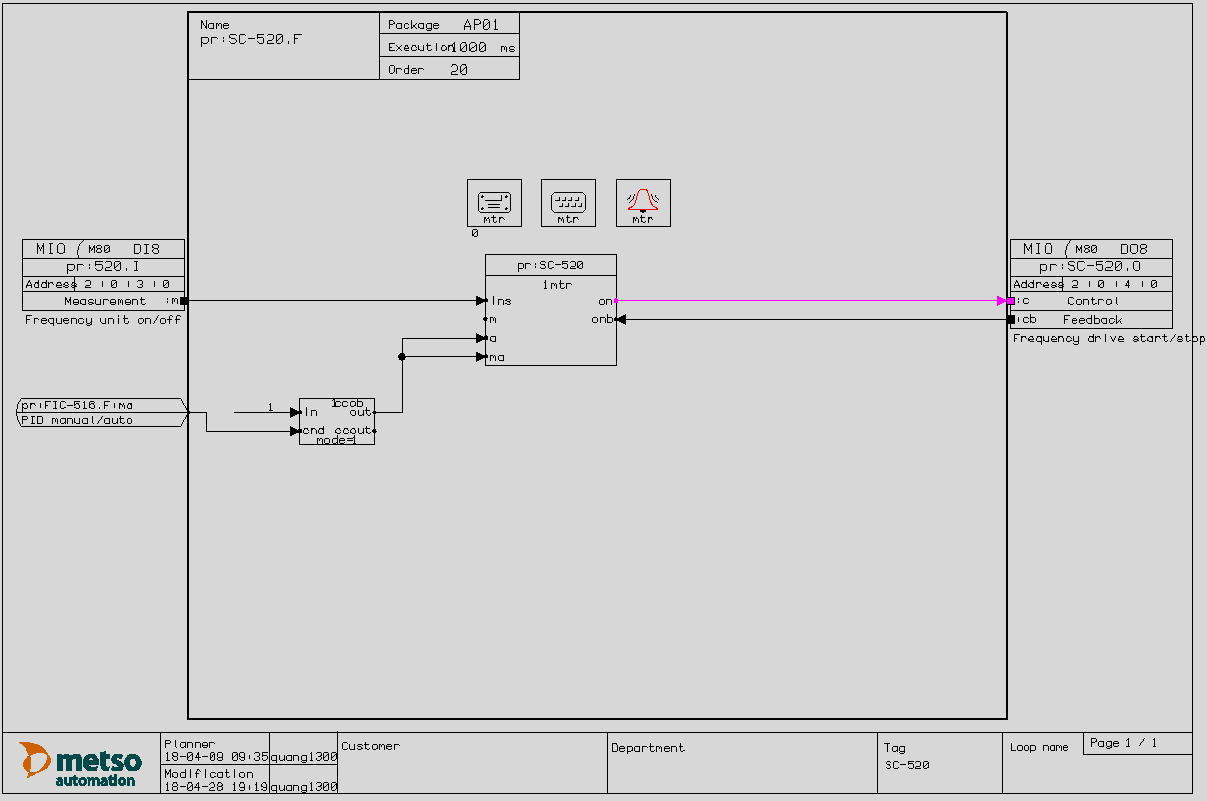 Name
pr:SC-520.F
Package AP01
Execution 1000 ms
Order 20
mtr
0
mtr
mtr
MIO / M80 DI8
pr:520.I
Address 2 : 0 : 3 : 0
Measurement :m
Frequency unit on/off
pr:SC-520
1mtr
ins on
m onb
a
ma
MIO / M80 DO8
pr:SC-520.O
Address 2 : 0 : 4 : 0
:c Control
:cb Feedback
Frequency drive start/stop
pr:FIC-516.F:ma
PID manual/auto
1
1ccob
in out
cnd ccout
mode=1
metso
automation
Planner
18-04-09 09:35 quang1300
Modification
18-04-28 19:19 quang1300
Customer
Department
Tag
SC-520
Loop name
Page 1 / 1